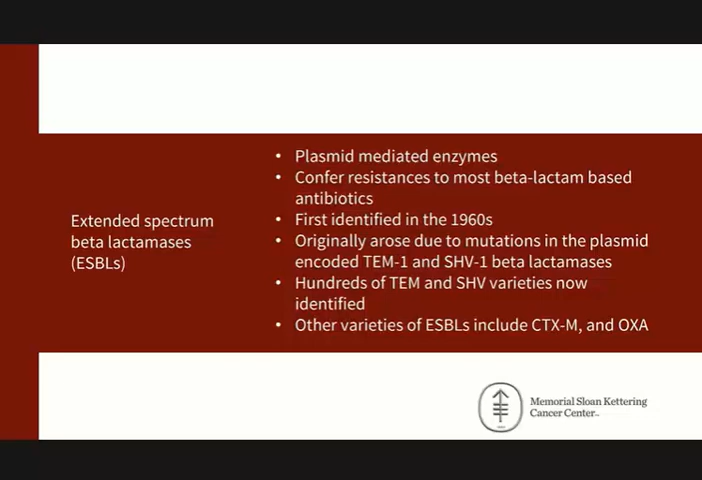 Extended spectrum
beta lactamases
(ESBLs)
• Plasmid mediated enzymes
• Confer resistances to most beta-lactam based
antibiotics
• First identified in the 1960s
• Originally arose due to mutations in the plasmid
encoded TEM-1 and SHV-1 beta lactamases
• Hundreds of TEM and SHV varieties now
identified
• Other varieties of ESBLs include CTX-M, and OXA
Memorial Sloan Kettering
Cancer Center